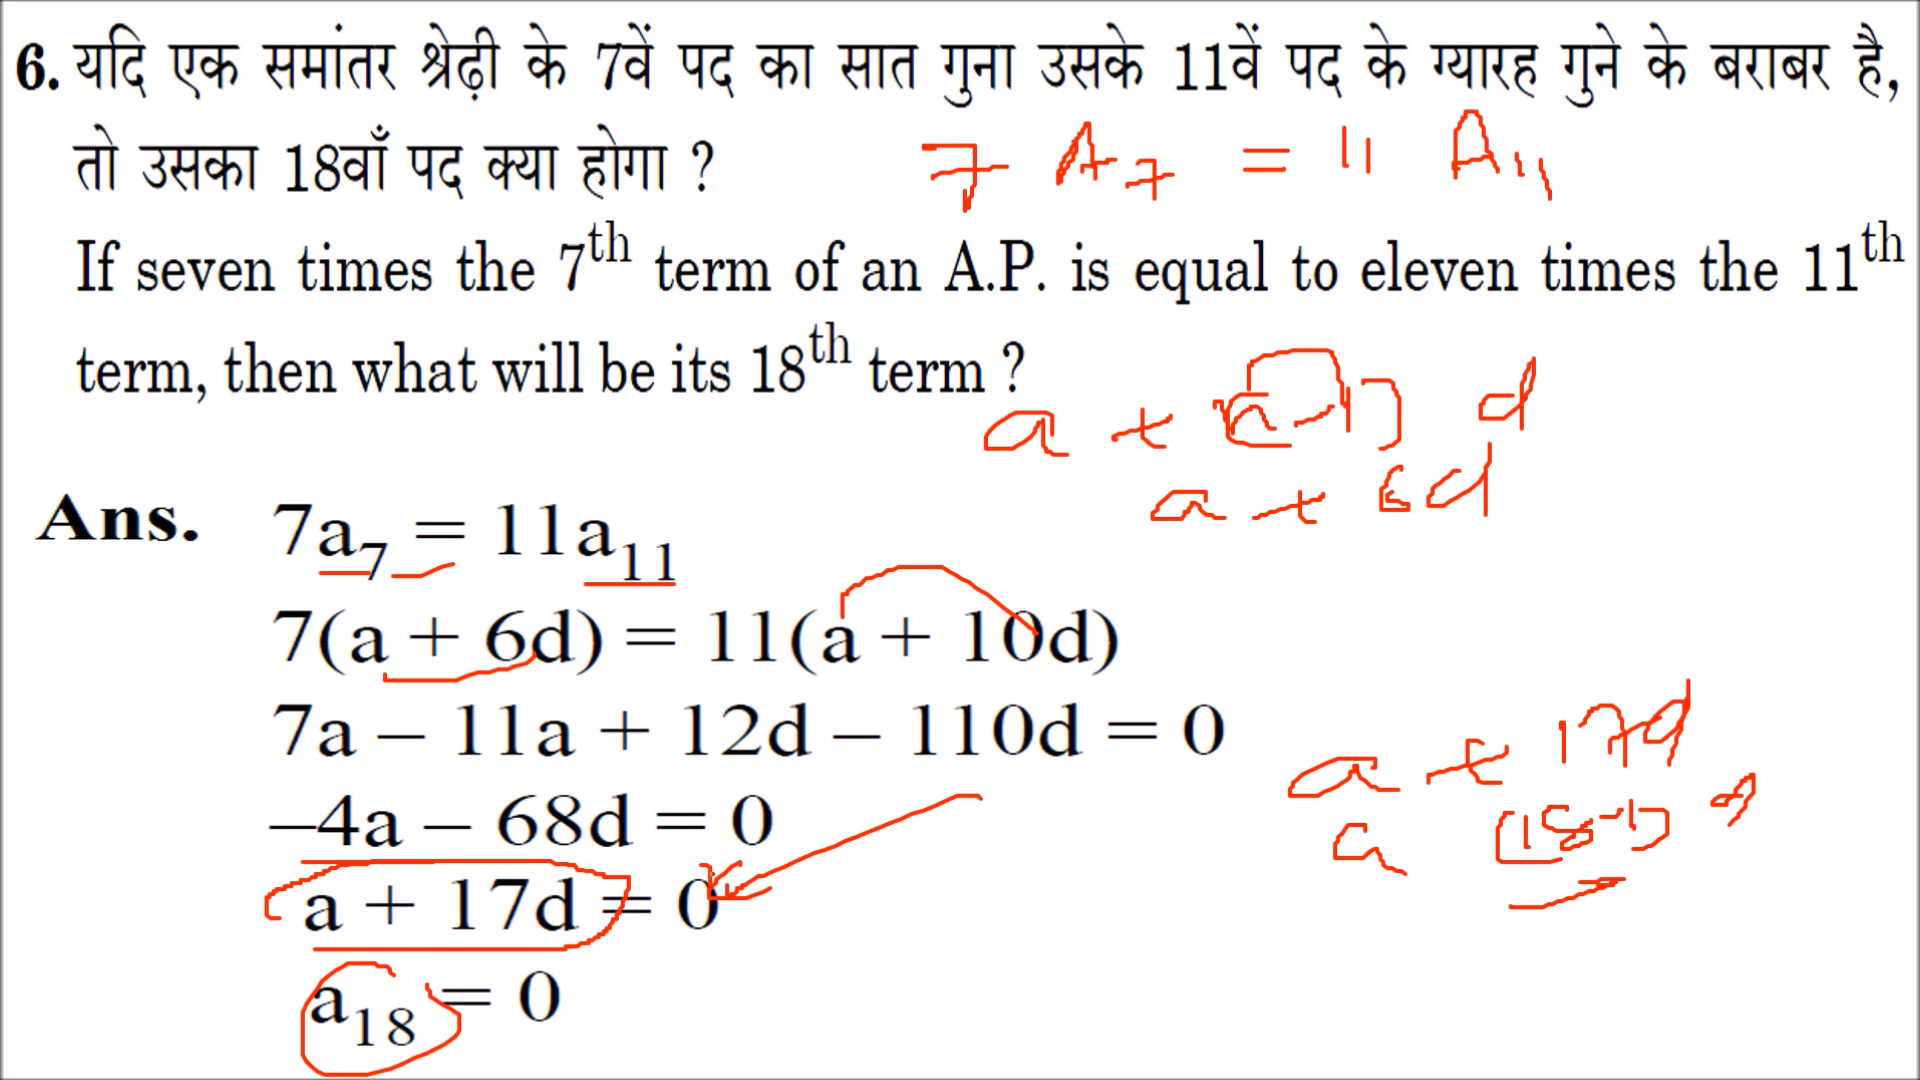 6. यदि एक समांतर श्रेढ़ी के 7वें पद का सात गुना उसके 11वें पद के ग्यारह गुने के बराबर है,
तो उसका 18वाँ पद क्या होगा ?
7 A₇ = 11 A₁₁
If seven times the 7ᵗʰ term of an A.P. is equal to eleven times the 11ᵗʰ
term, then what will be its 18ᵗʰ term ?
a + (n-1) d
a + 6d
Ans. 7a₇ = 11a₁₁
7(a + 6d) = 11(a + 10d)
7a – 11a + 12d – 110d = 0
a + 17d
–4a – 68d = 0
a (18-1) d
a + 17d = 0
a₁₈ = 0